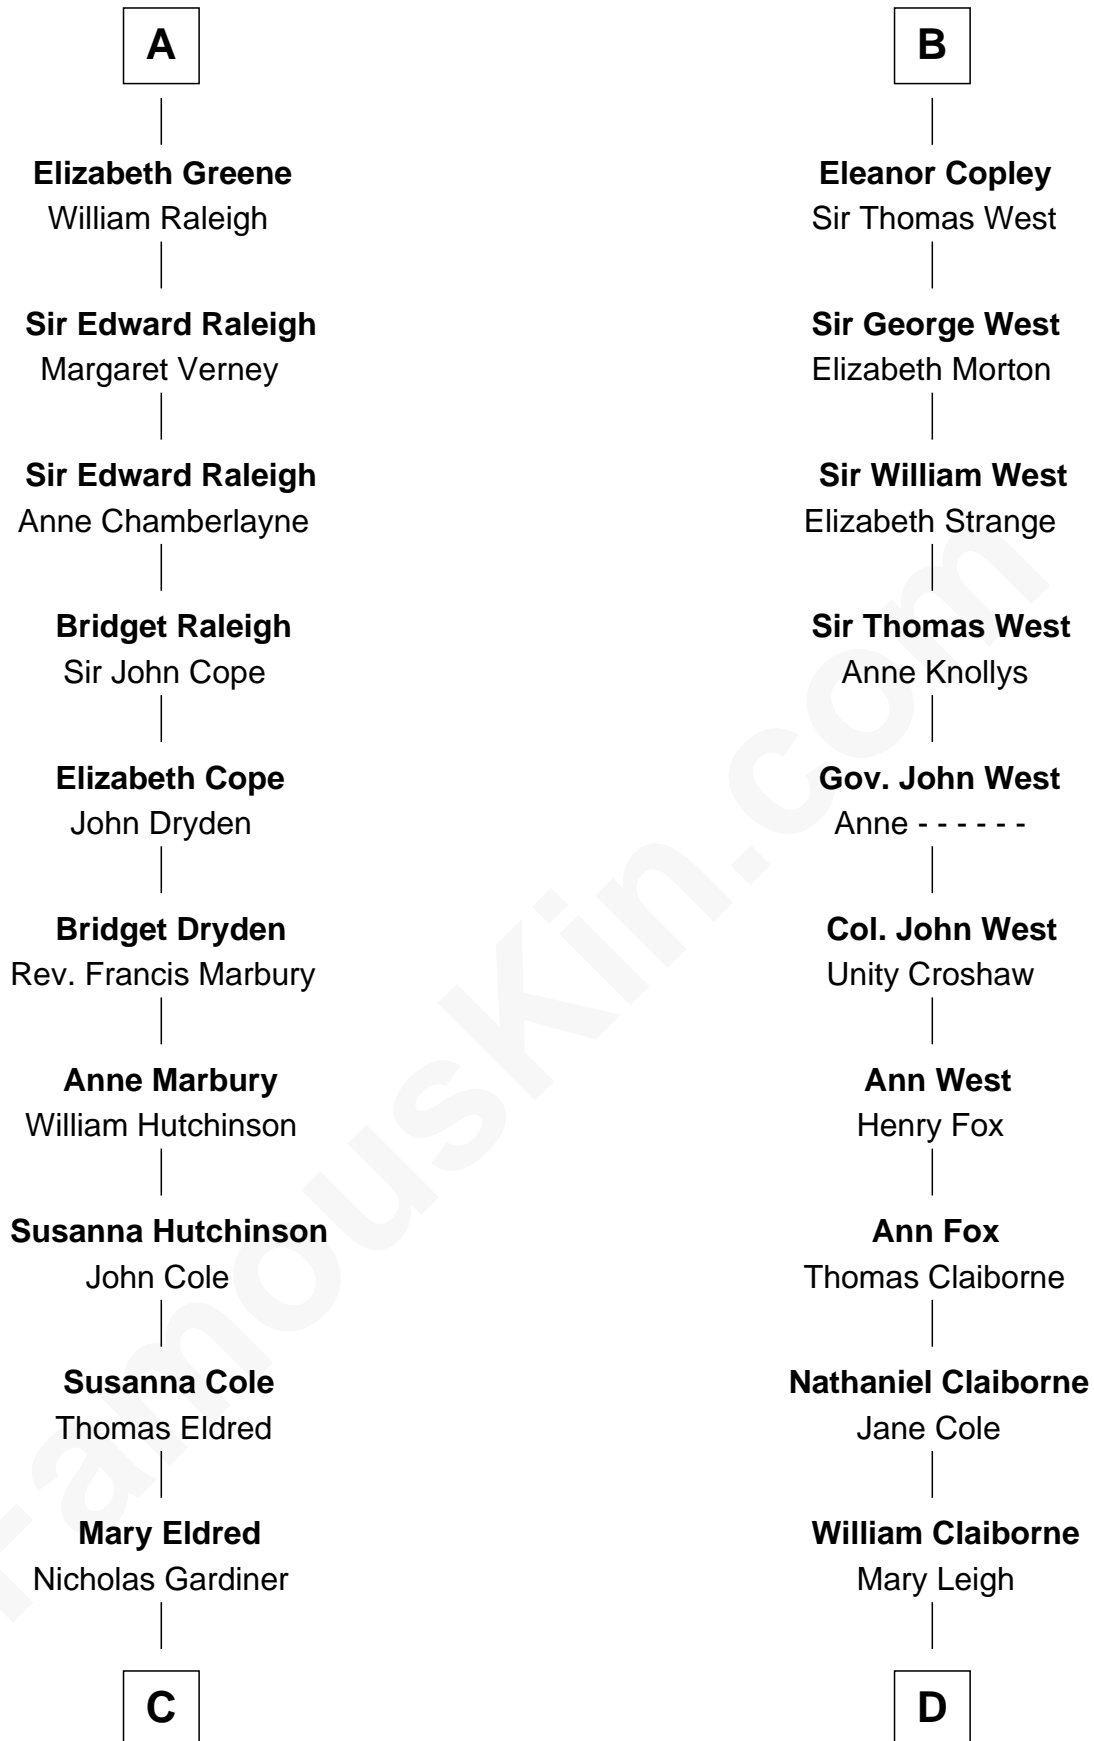 A
Elizabeth Greene
William Raleigh
Sir Edward Raleigh
Margaret Verney
Sir Edward Raleigh
Anne Chamberlayne
Bridget Raleigh
Sir John Cope
Elizabeth Cope
John Dryden
Bridget Dryden
Rev. Francis Marbury
Anne Marbury
William Hutchinson
Susanna Hutchinson
John Cole
Susanna Cole
Thomas Eldred
Mary Eldred
Nicholas Gardiner
C
B
Eleanor Copley
Sir Thomas West
Sir George West
Elizabeth Morton
Sir William West
Elizabeth Strange
Sir Thomas West
Anne Knollys
Gov. John West
Anne - - - - - -
Col. John West
Unity Croshaw
Ann West
Henry Fox
Ann Fox
Thomas Claiborne
Nathaniel Claiborne
Jane Cole
William Claiborne
Mary Leigh
D
FamousKin.com